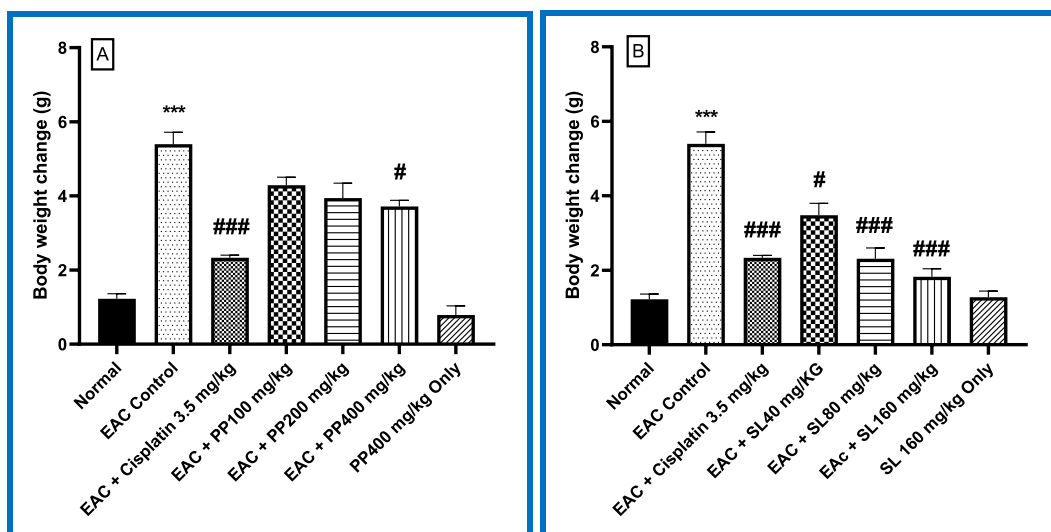 A
Body weight change (g)
8
6
4
2
0
***
###
#
Normal
EAC Control
EAC + Cisplatin 3.5 mg/kg
EAC + PP100 mg/kg
EAC + PP200 mg/kg
EAC + PP400 mg/kg
PP400 mg/kg Only
B
Body weight change (g)
8
6
4
2
0
***
###
#
###
###
Normal
EAC Control
EAC + Cisplatin 3.5 mg/kg
EAC + SL40 mg/KG
EAC + SL80 mg/kg
EAc + SL 160 mg/kg
SL 160 mg/kg Only